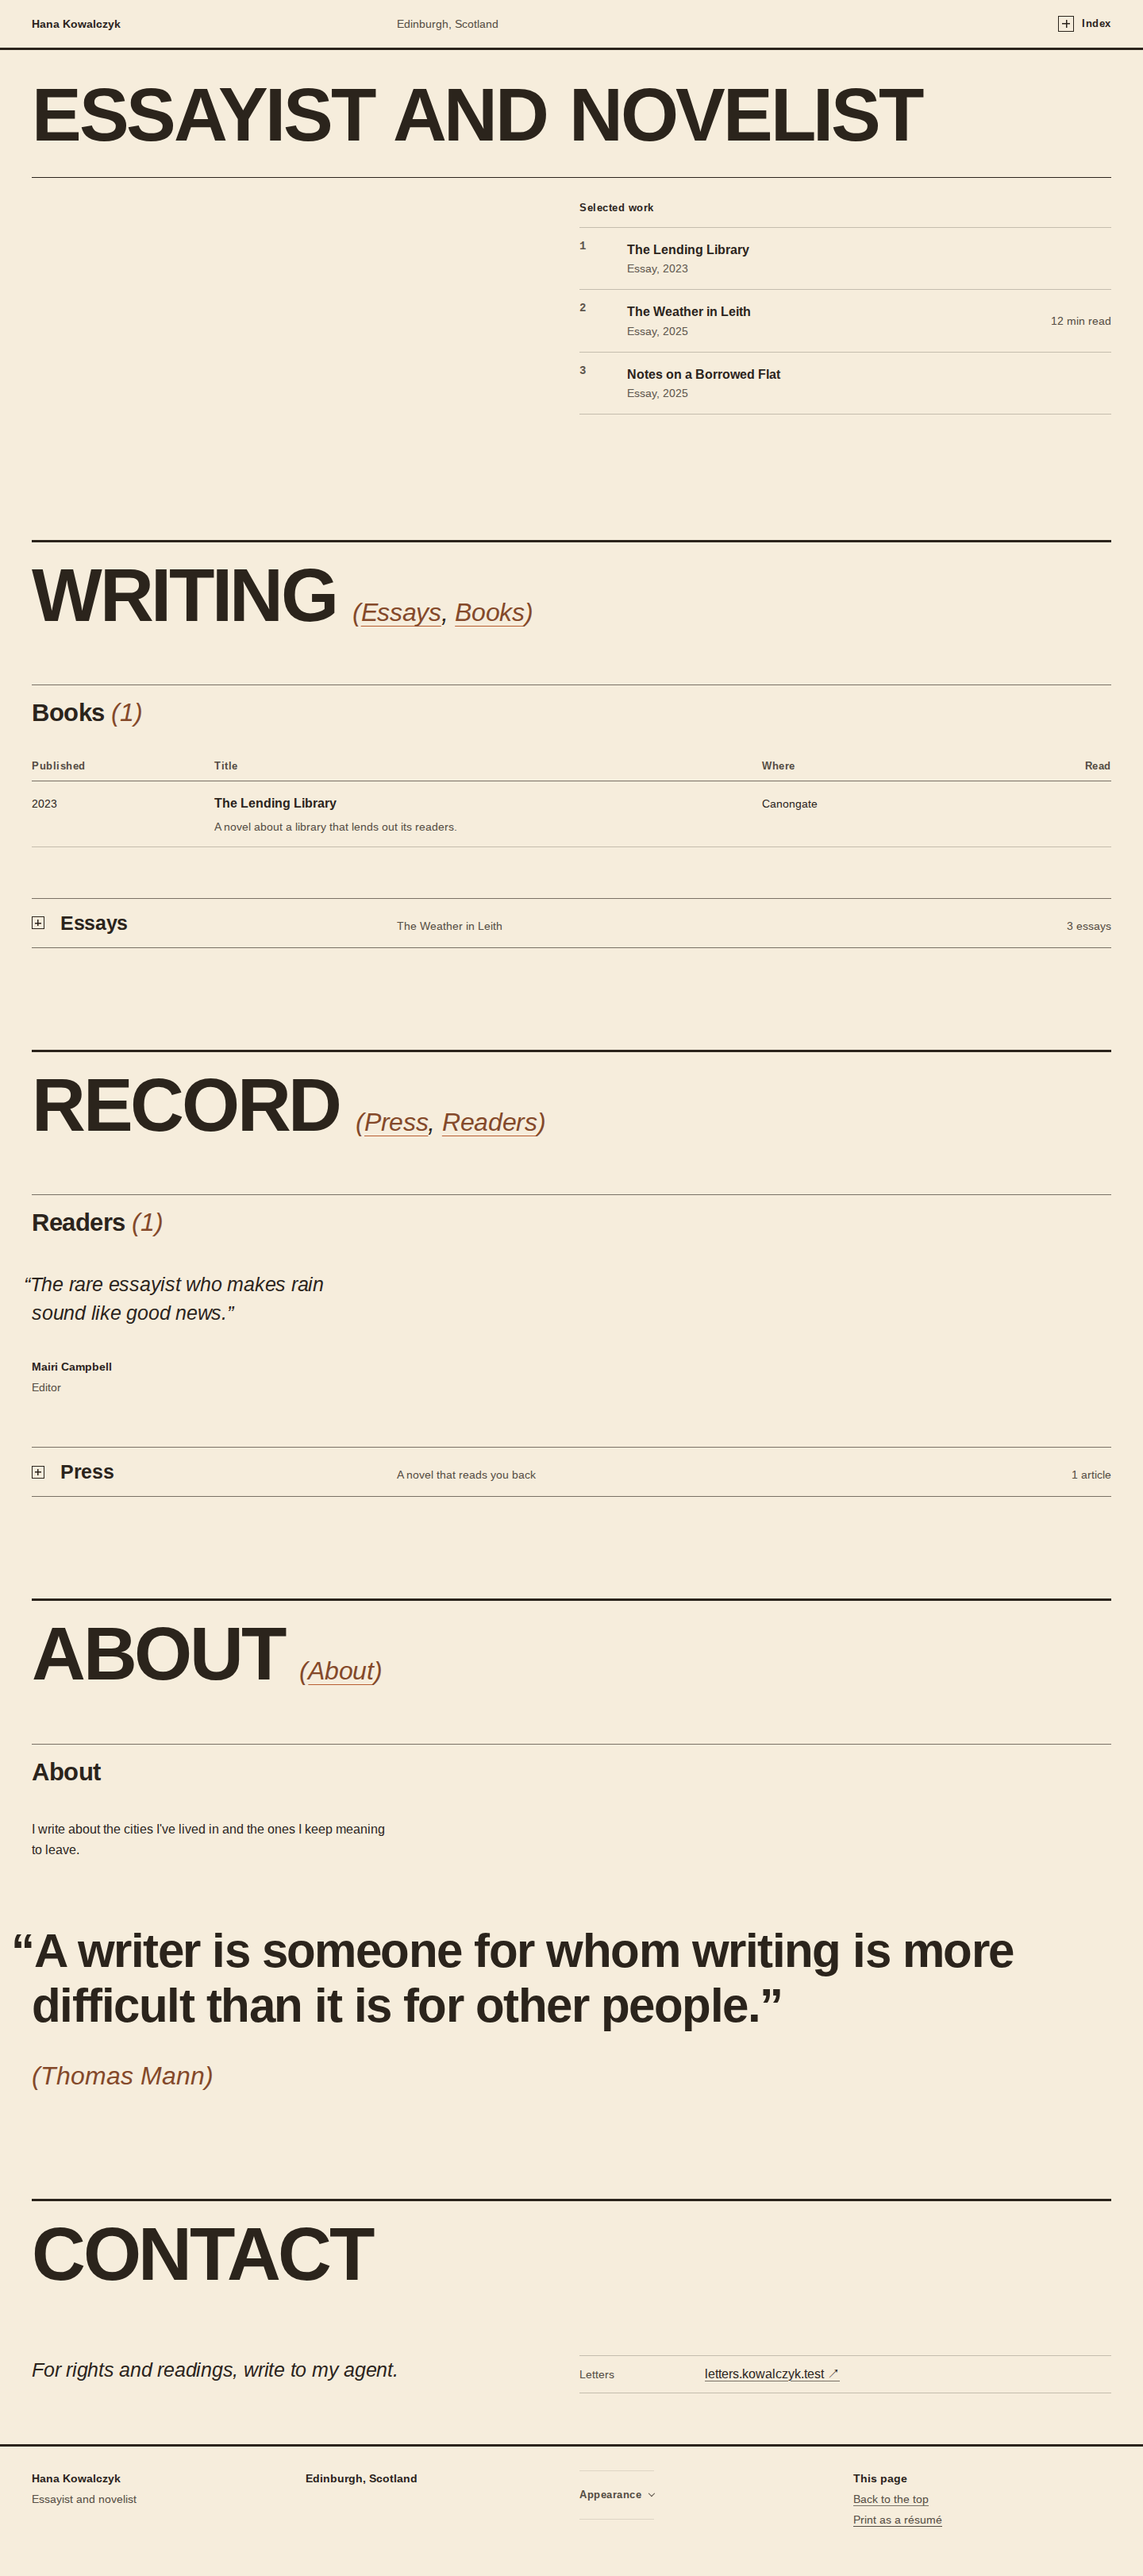 Hana Kowalczyk
Edinburgh, Scotland
Index
ESSAYIST AND NOVELIST
Selected work
1
The Lending Library
Essay, 2023
2
The Weather in Leith
Essay, 2025
12 min read
3
Notes on a Borrowed Flat
Essay, 2025
WRITING (Essays, Books)
Books (1)
Published
Title
Where
Read
2023
The Lending Library
Canongate
A novel about a library that lends out its readers.
Essays
The Weather in Leith
3 essays
RECORD (Press, Readers)
Readers (1)
“The rare essayist who makes rain
sound like good news.”
Mairi Campbell
Editor
Press
A novel that reads you back
1 article
ABOUT (About)
About
I write about the cities I've lived in and the ones I keep meaning
to leave.
“A writer is someone for whom writing is more
difficult than it is for other people.”
(Thomas Mann)
CONTACT
For rights and readings, write to my agent.
Letters
letters.kowalczyk.test ↗
Hana Kowalczyk
Essayist and novelist
Edinburgh, Scotland
Appearance
This page
Back to the top
Print as a résumé